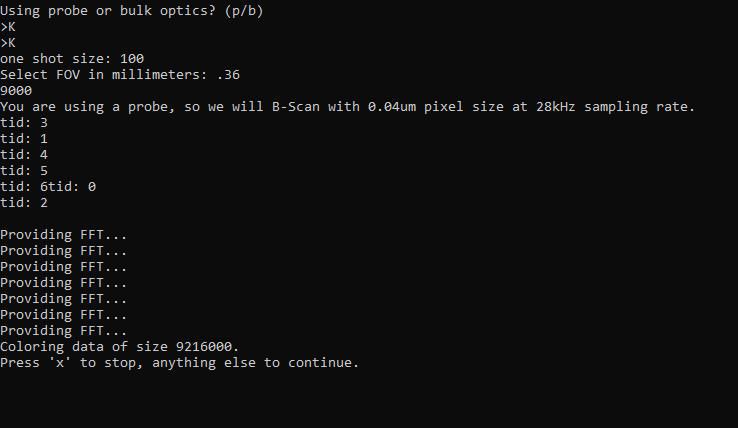 Using probe or bulk optics? (p/b)
>K
>K
one shot size: 100
Select FOV in millimeters: .36
9000
You are using a probe, so we will B-Scan with 0.04um pixel size at 28kHz sampling rate.
tid: 3
tid: 1
tid: 4
tid: 5
tid: 6tid: 0
tid: 2
Providing FFT...
Providing FFT...
Providing FFT...
Providing FFT...
Providing FFT...
Providing FFT...
Providing FFT...
Coloring data of size 9216000.
Press 'x' to stop, anything else to continue.